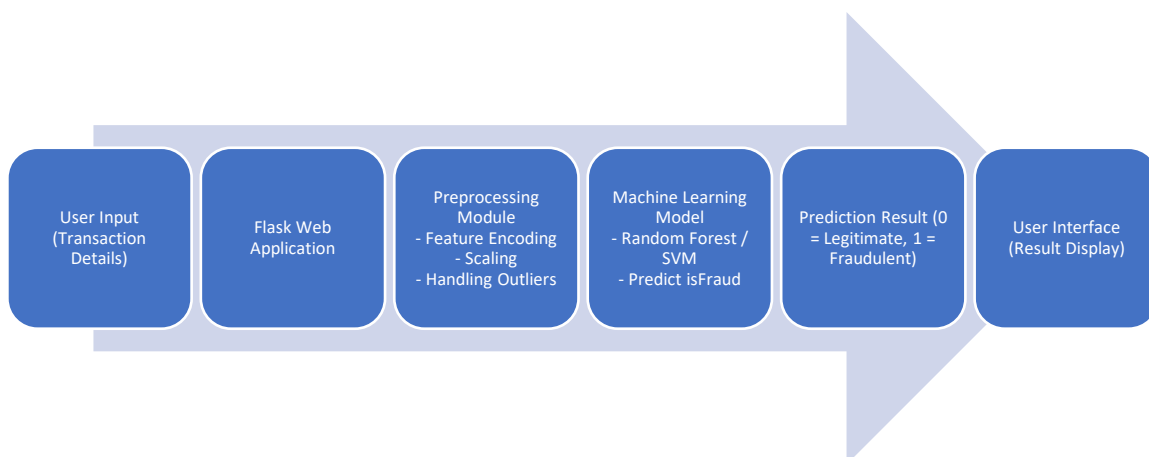 User Input
(Transaction
Details)
Flask Web
Application
Preprocessing
Module
- Feature Encoding
- Scaling
- Handling Outliers
Machine Learning
Model
- Random Forest /
SVM
- Predict isFraud
Prediction Result (0
= Legitimate, 1 =
Fraudulent)
User Interface
(Result Display)